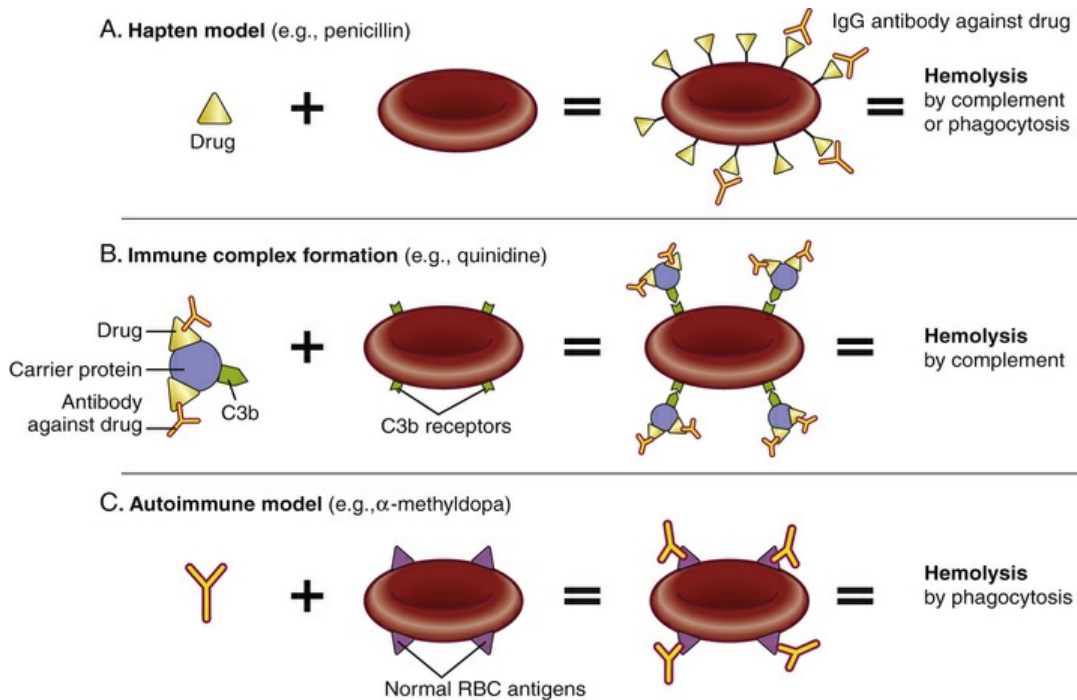 A. Hapten model (e.g., penicillin)
IgG antibody against drug
Drug
Hemolysis
by complement
or phagocytosis
B. Immune complex formation (e.g., quinidine)
Drug
Carrier protein
Antibody
against drug
C3b
C3b receptors
Hemolysis
by complement
C. Autoimmune model (e.g.,α-methyldopa)
Normal RBC antigens
Hemolysis
by phagocytosis